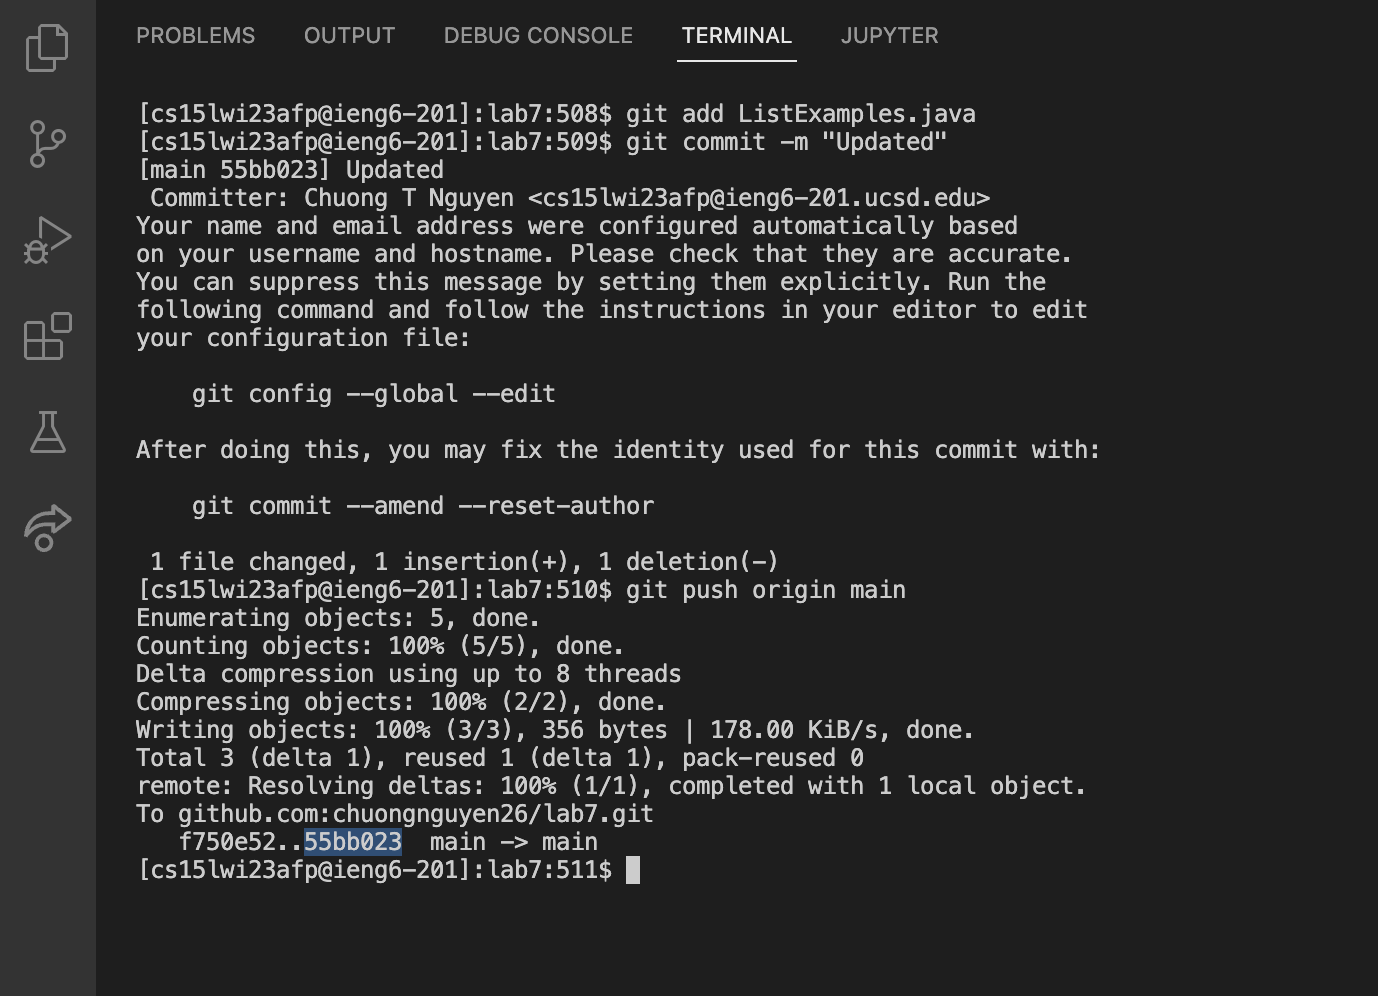 PROBLEMS OUTPUT DEBUG CONSOLE TERMINAL JUPYTER
[cs15lwi23afp@ieng6-201]:lab7:508$ git add ListExamples.java
[cs15lwi23afp@ieng6-201]:lab7:509$ git commit -m "Updated"
[main 55bb023] Updated
 Committer: Chuong T Nguyen <cs15lwi23afp@ieng6-201.ucsd.edu>
Your name and email address were configured automatically based
on your username and hostname. Please check that they are accurate.
You can suppress this message by setting them explicitly. Run the
following command and follow the instructions in your editor to edit
your configuration file:

    git config --global --edit

After doing this, you may fix the identity used for this commit with:

    git commit --amend --reset-author

 1 file changed, 1 insertion(+), 1 deletion(-)
[cs15lwi23afp@ieng6-201]:lab7:510$ git push origin main
Enumerating objects: 5, done.
Counting objects: 100% (5/5), done.
Delta compression using up to 8 threads
Compressing objects: 100% (2/2), done.
Writing objects: 100% (3/3), 356 bytes | 178.00 KiB/s, done.
Total 3 (delta 1), reused 1 (delta 1), pack-reused 0
remote: Resolving deltas: 100% (1/1), completed with 1 local object.
To github.com:chuongnguyen26/lab7.git
   f750e52..55bb023  main -> main
[cs15lwi23afp@ieng6-201]:lab7:511$